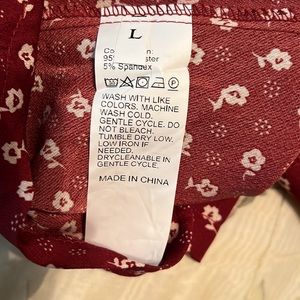 L
5% Spandex
WASH WITH LIKE
COLORS. MACHINE
WASH COLD.
GENTLE CYCLE. DO
NOT BLEACH.
TUMBLE DRY LOW.
LOW IRON IF
NEEDED.
DRYCLEANABLE IN
GENTLE CYCLE.
MADE IN CHINA